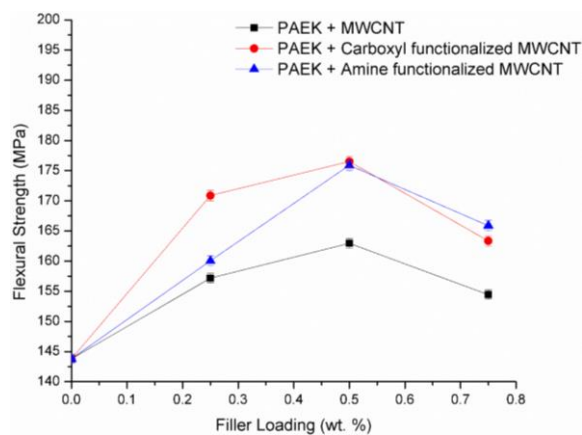 PAEK + MWCNT
PAEK + Carboxyl functionalized MWCNT
PAEK + Amine functionalized MWCNT
Flexural Strength (MPa)
200
195
190
185
180
175
170
165
160
155
150
145
140
0.0 0.1 0.2 0.3 0.4 0.5 0.6 0.7 0.8
Filler Loading (wt. %)